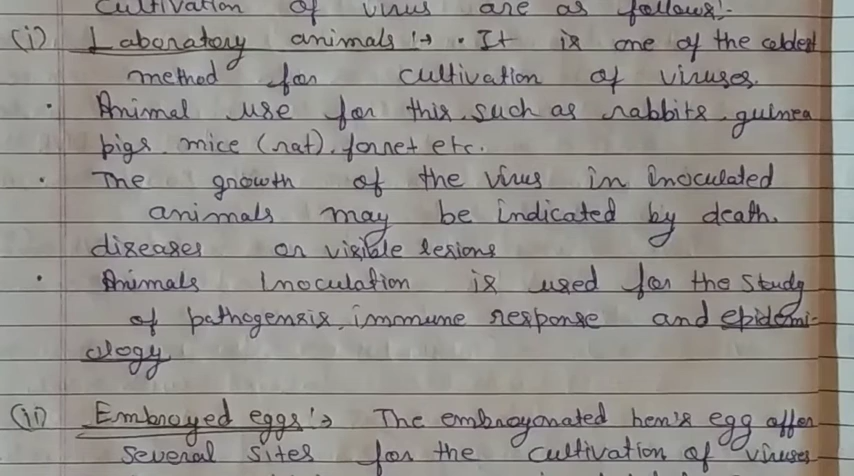 Cultivation of virus are as follows:-
(i) Laboratory animals :→ • It is one of the coldest
method for cultivation of viruses.
• Animal use for this such as rabbits, guinea
pigs, mice (rat), forret etc.
• The growth of the virus in inoculated
animals may be indicated by death,
diseases or visible lesions
• Animals Inoculation is used for the study
of pathogensis, immune response and epidemi-
ology
(ii) Embroyed eggs :→ The embroyonated hen's egg offer
several sites for the cultivation of viruses